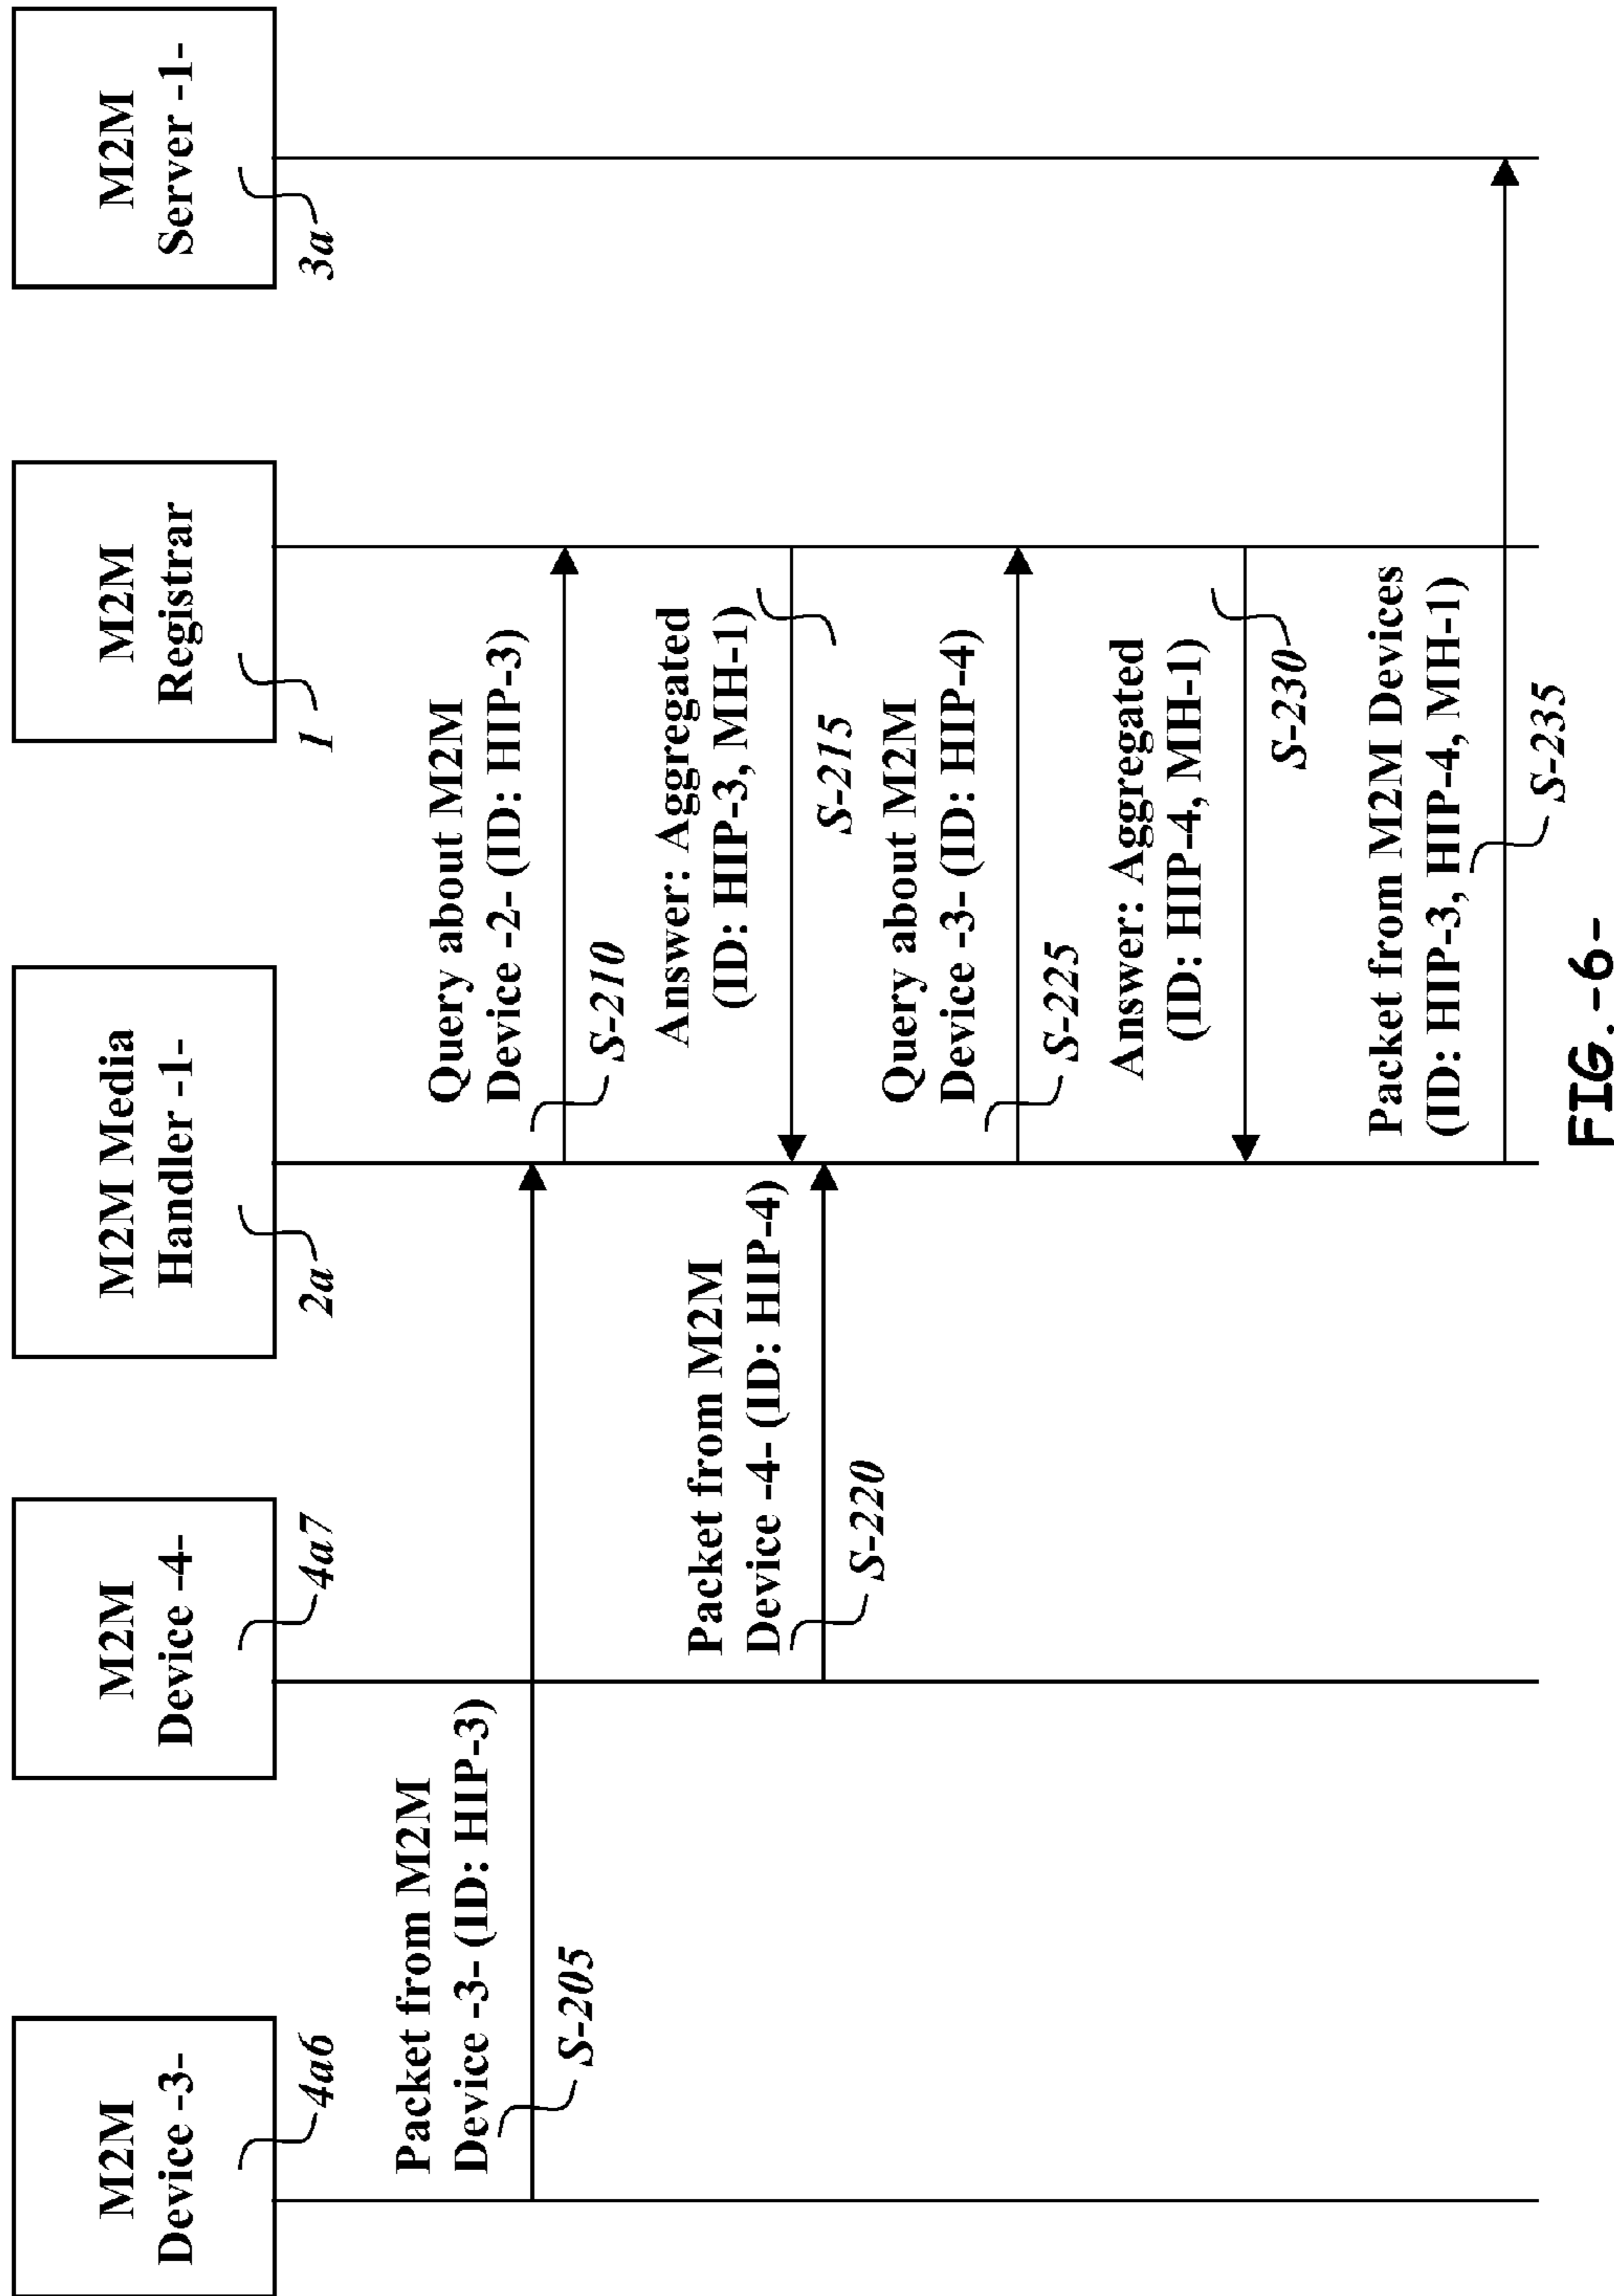 M2M
Device -3-
4a6
M2M
Device -4-
4a7
M2M Media
Handler -1-
2a
M2M
Registrar
1
M2M
Server -1-
3a
Packet from M2M
Device -3- (ID: HIP-3)
S-205
Query about M2M
Device -2- (ID: HIP-3)
S-210
Answer: Aggregated
(ID: HIP-3, MH-1)
S-215
Packet from M2M
Device -4- (ID: HIP-4)
S-220
Query about M2M
Device -3- (ID: HIP-4)
S-225
Answer: Aggregated
(ID: HIP-4, MH-1)
S-230
Packet from M2M Devices
(ID: HIP-3, HIP-4, MH-1)
S-235
FIG.-6-